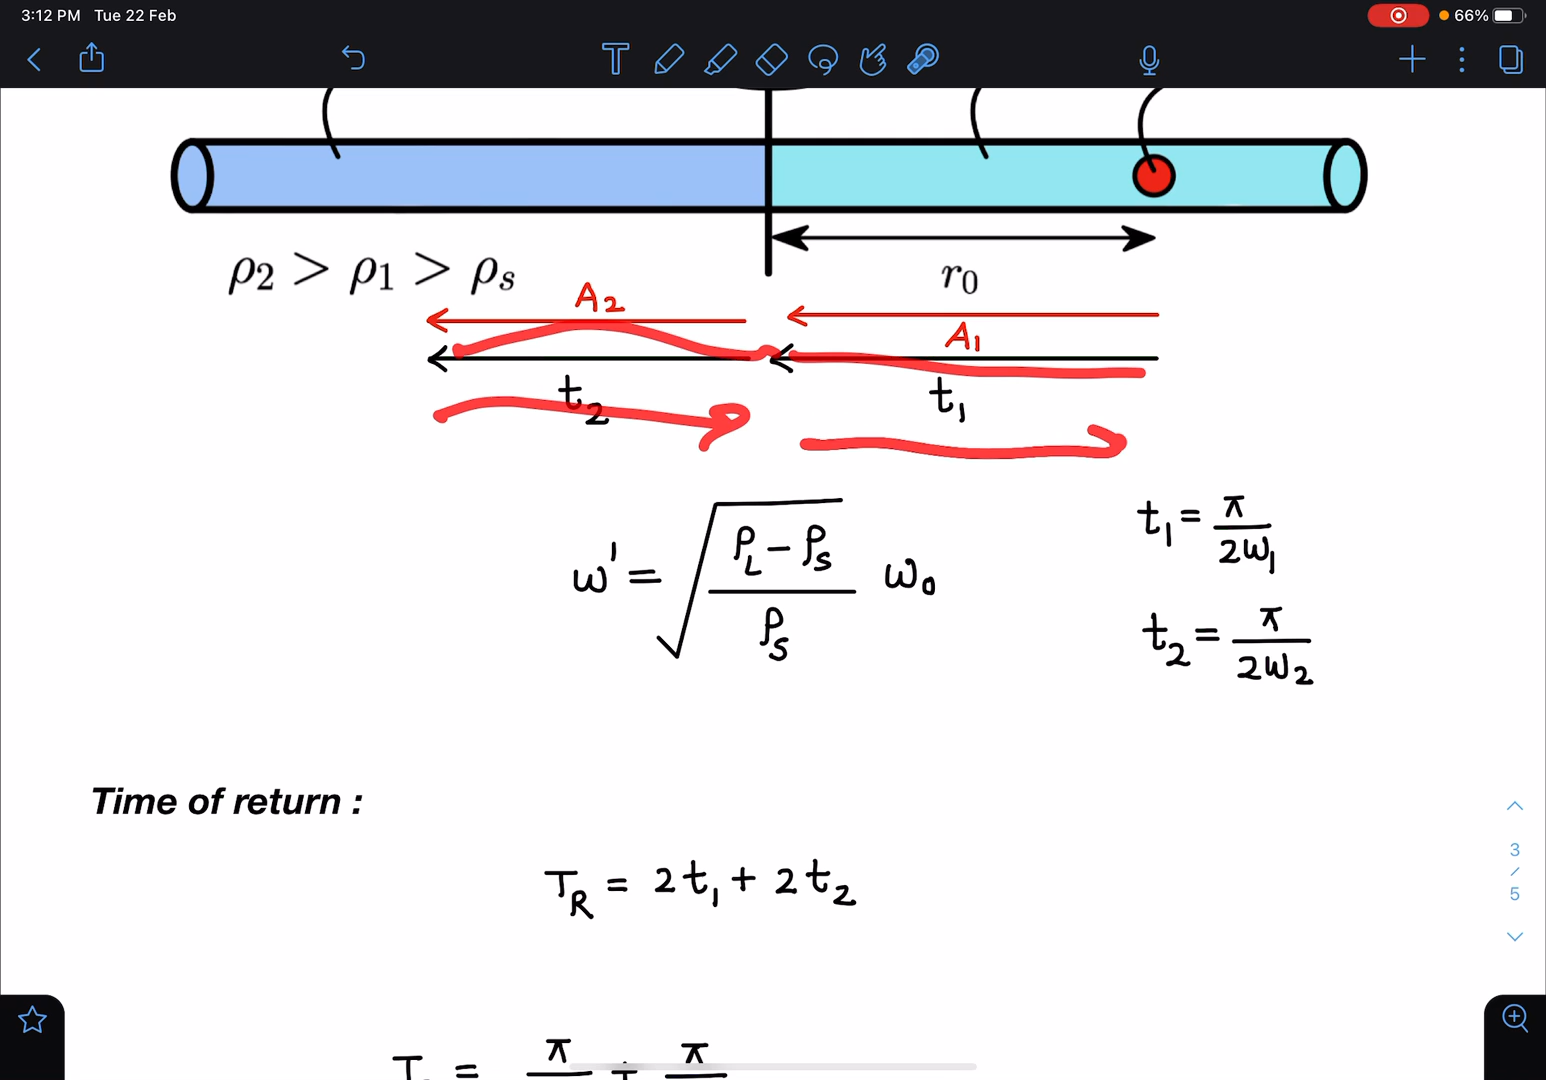 3:12 PM Tue 22 Feb
66%
ρ2 > ρ1 > ρs
r0
A2
A1
t2
t1
ω' = √((ρL − ρs)/ρs) ω0
t1 = π/2ω1
t2 = π/2ω2
Time of return :
TR = 2t1 + 2t2
3
/
5
π + π